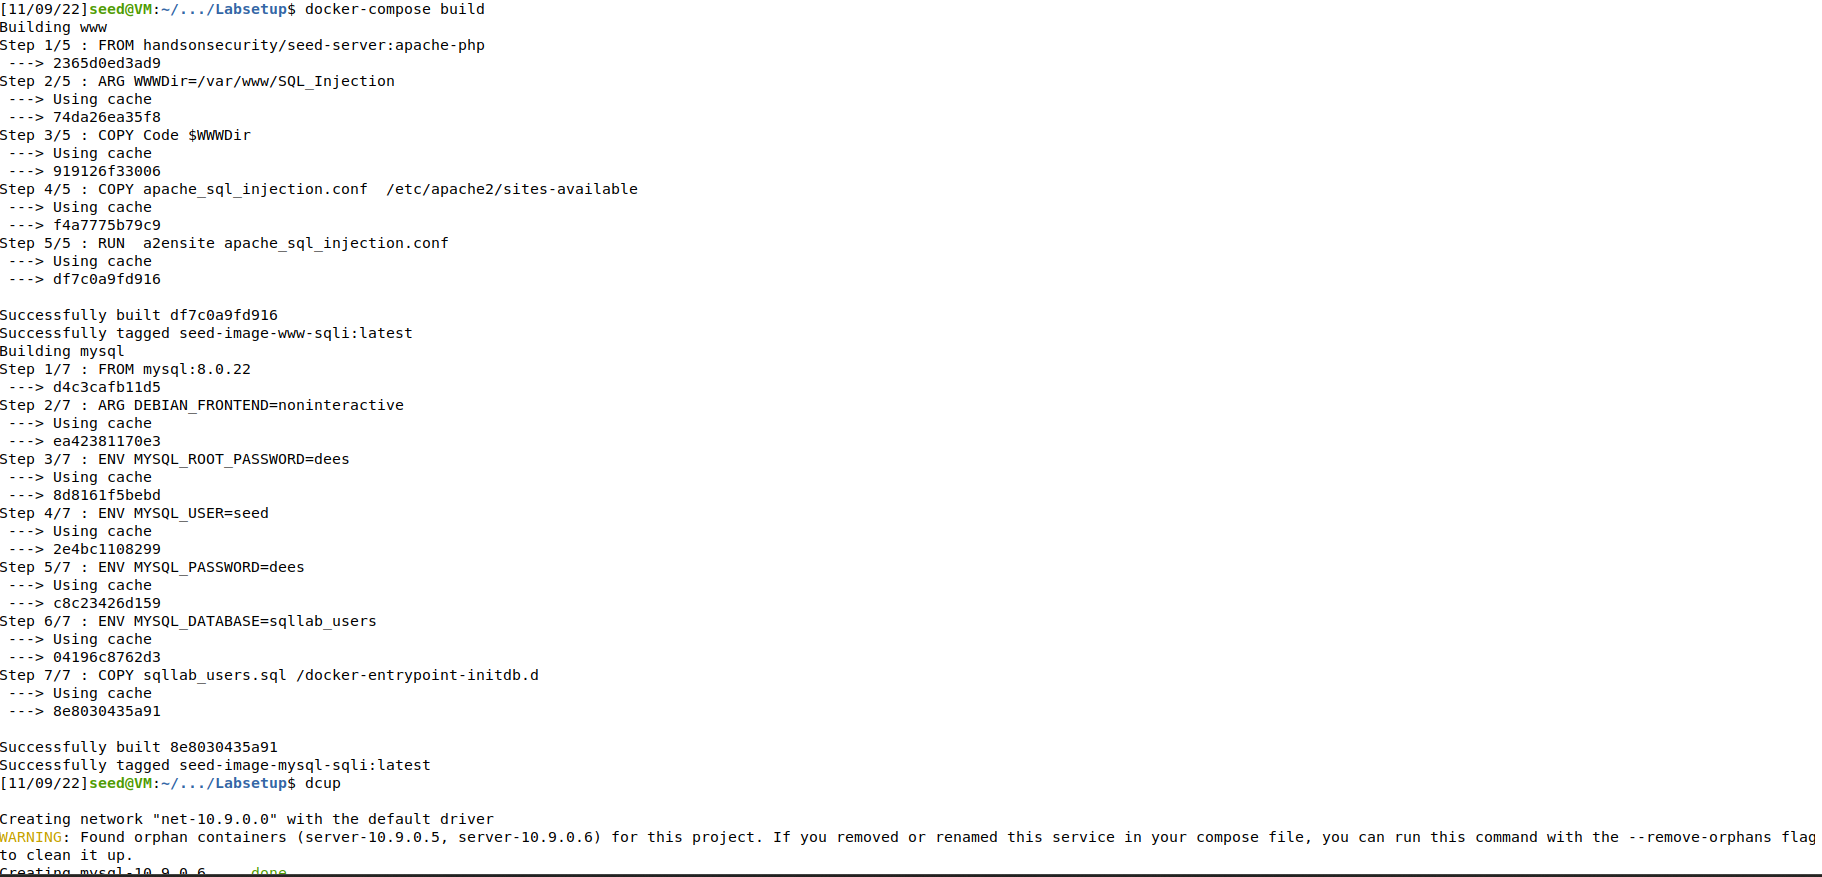 [11/09/22]seed@VM:~/.../Labsetup$ docker-compose build
Building www
Step 1/5 : FROM handsonsecurity/seed-server:apache-php
 ---> 2365d0ed3ad9
Step 2/5 : ARG WWWDir=/var/www/SQL_Injection
 ---> Using cache
 ---> 74da26ea35f8
Step 3/5 : COPY Code $WWWDir
 ---> Using cache
 ---> 919126f33006
Step 4/5 : COPY apache_sql_injection.conf  /etc/apache2/sites-available
 ---> Using cache
 ---> f4a7775b79c9
Step 5/5 : RUN  a2ensite apache_sql_injection.conf
 ---> Using cache
 ---> df7c0a9fd916

Successfully built df7c0a9fd916
Successfully tagged seed-image-www-sqli:latest
Building mysql
Step 1/7 : FROM mysql:8.0.22
 ---> d4c3cafb11d5
Step 2/7 : ARG DEBIAN_FRONTEND=noninteractive
 ---> Using cache
 ---> ea42381170e3
Step 3/7 : ENV MYSQL_ROOT_PASSWORD=dees
 ---> Using cache
 ---> 8d8161f5bebd
Step 4/7 : ENV MYSQL_USER=seed
 ---> Using cache
 ---> 2e4bc1108299
Step 5/7 : ENV MYSQL_PASSWORD=dees
 ---> Using cache
 ---> c8c23426d159
Step 6/7 : ENV MYSQL_DATABASE=sqllab_users
 ---> Using cache
 ---> 04196c8762d3
Step 7/7 : COPY sqllab_users.sql /docker-entrypoint-initdb.d
 ---> Using cache
 ---> 8e8030435a91

Successfully built 8e8030435a91
Successfully tagged seed-image-mysql-sqli:latest
[11/09/22]seed@VM:~/.../Labsetup$ dcup

Creating network "net-10.9.0.0" with the default driver
WARNING: Found orphan containers (server-10.9.0.5, server-10.9.0.6) for this project. If you removed or renamed this service in your compose file, you can run this command with the --remove-orphans flag
to clean it up.
Creating mysql-10.9.0.6 ... done